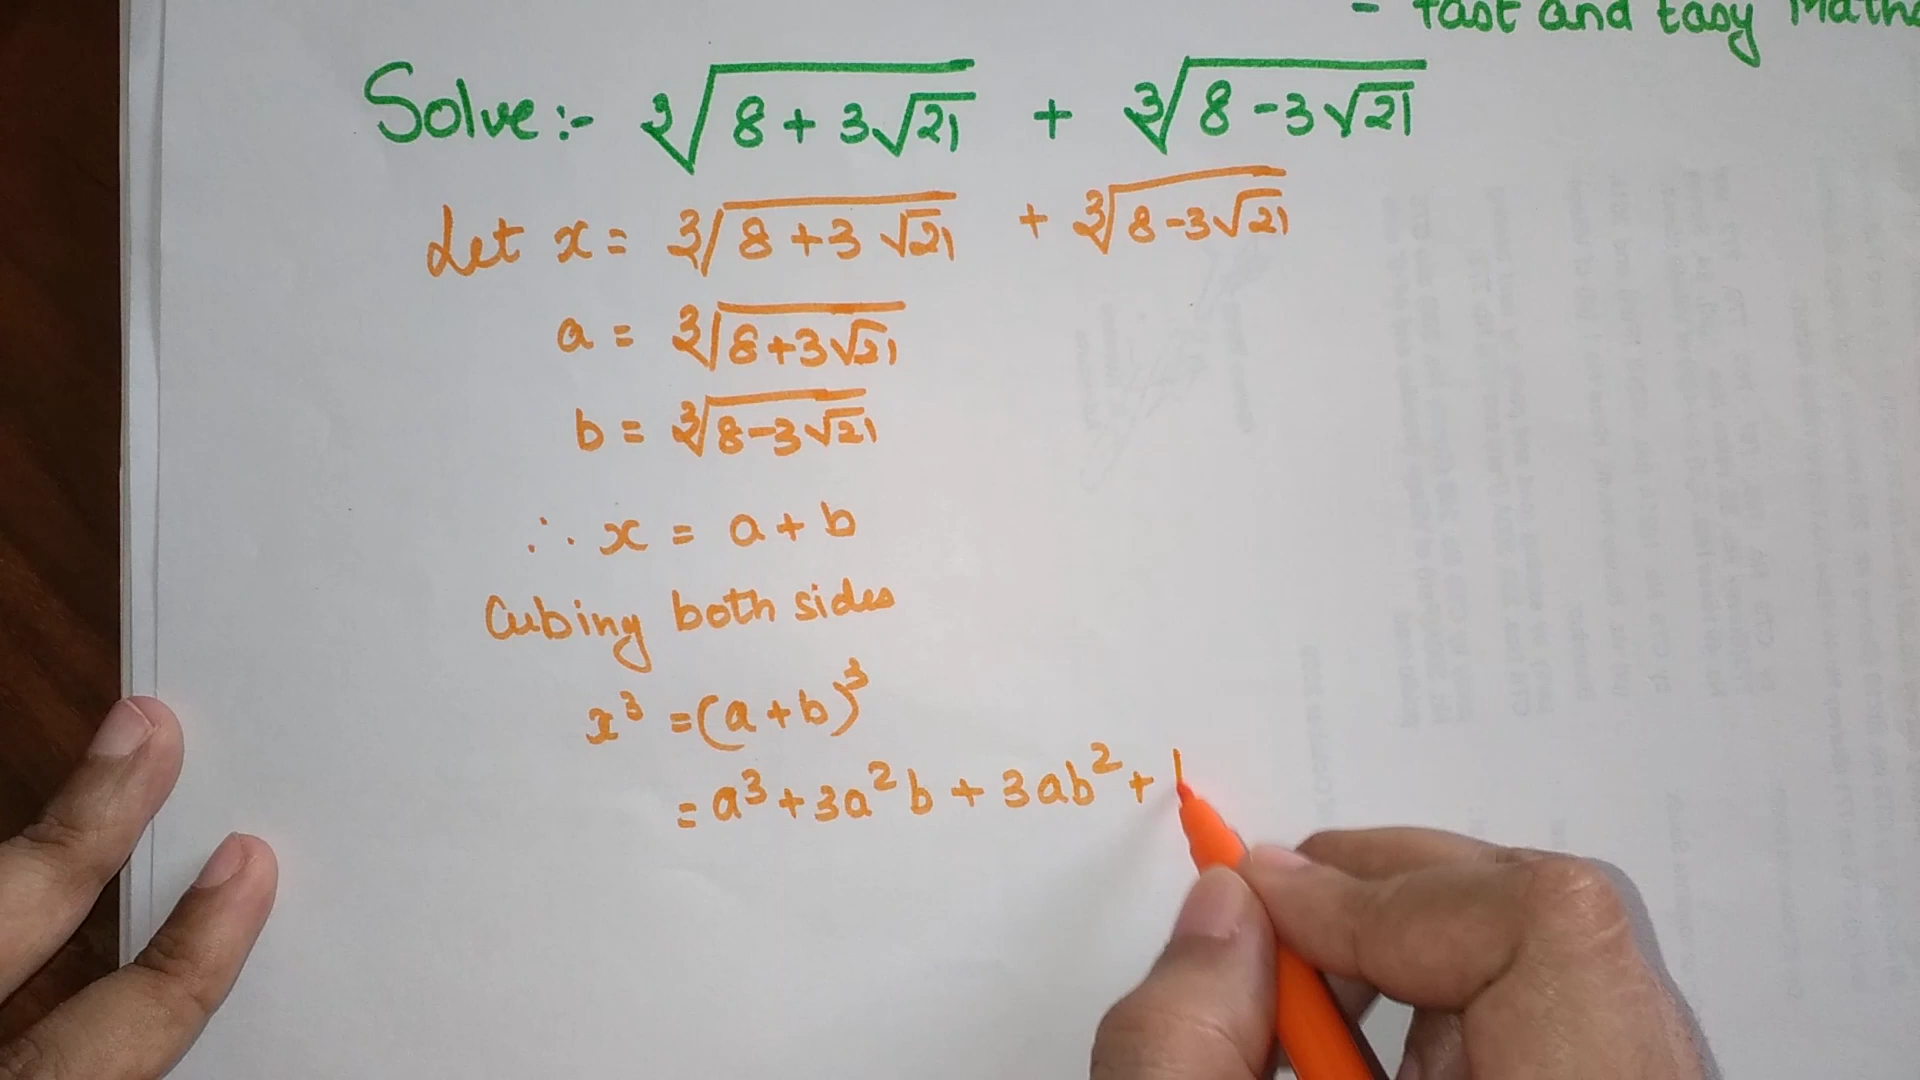 - Fast and Easy Maths
Solve:- ∛(8 + 3√21) + ∛(8 - 3√21)
Let x = ∛(8 + 3√21) + ∛(8 - 3√21)
a = ∛(8 + 3√21)
b = ∛(8 - 3√21)
∴ x = a + b
Cubing both sides
x³ = (a + b)³
= a³ + 3a²b + 3ab² +